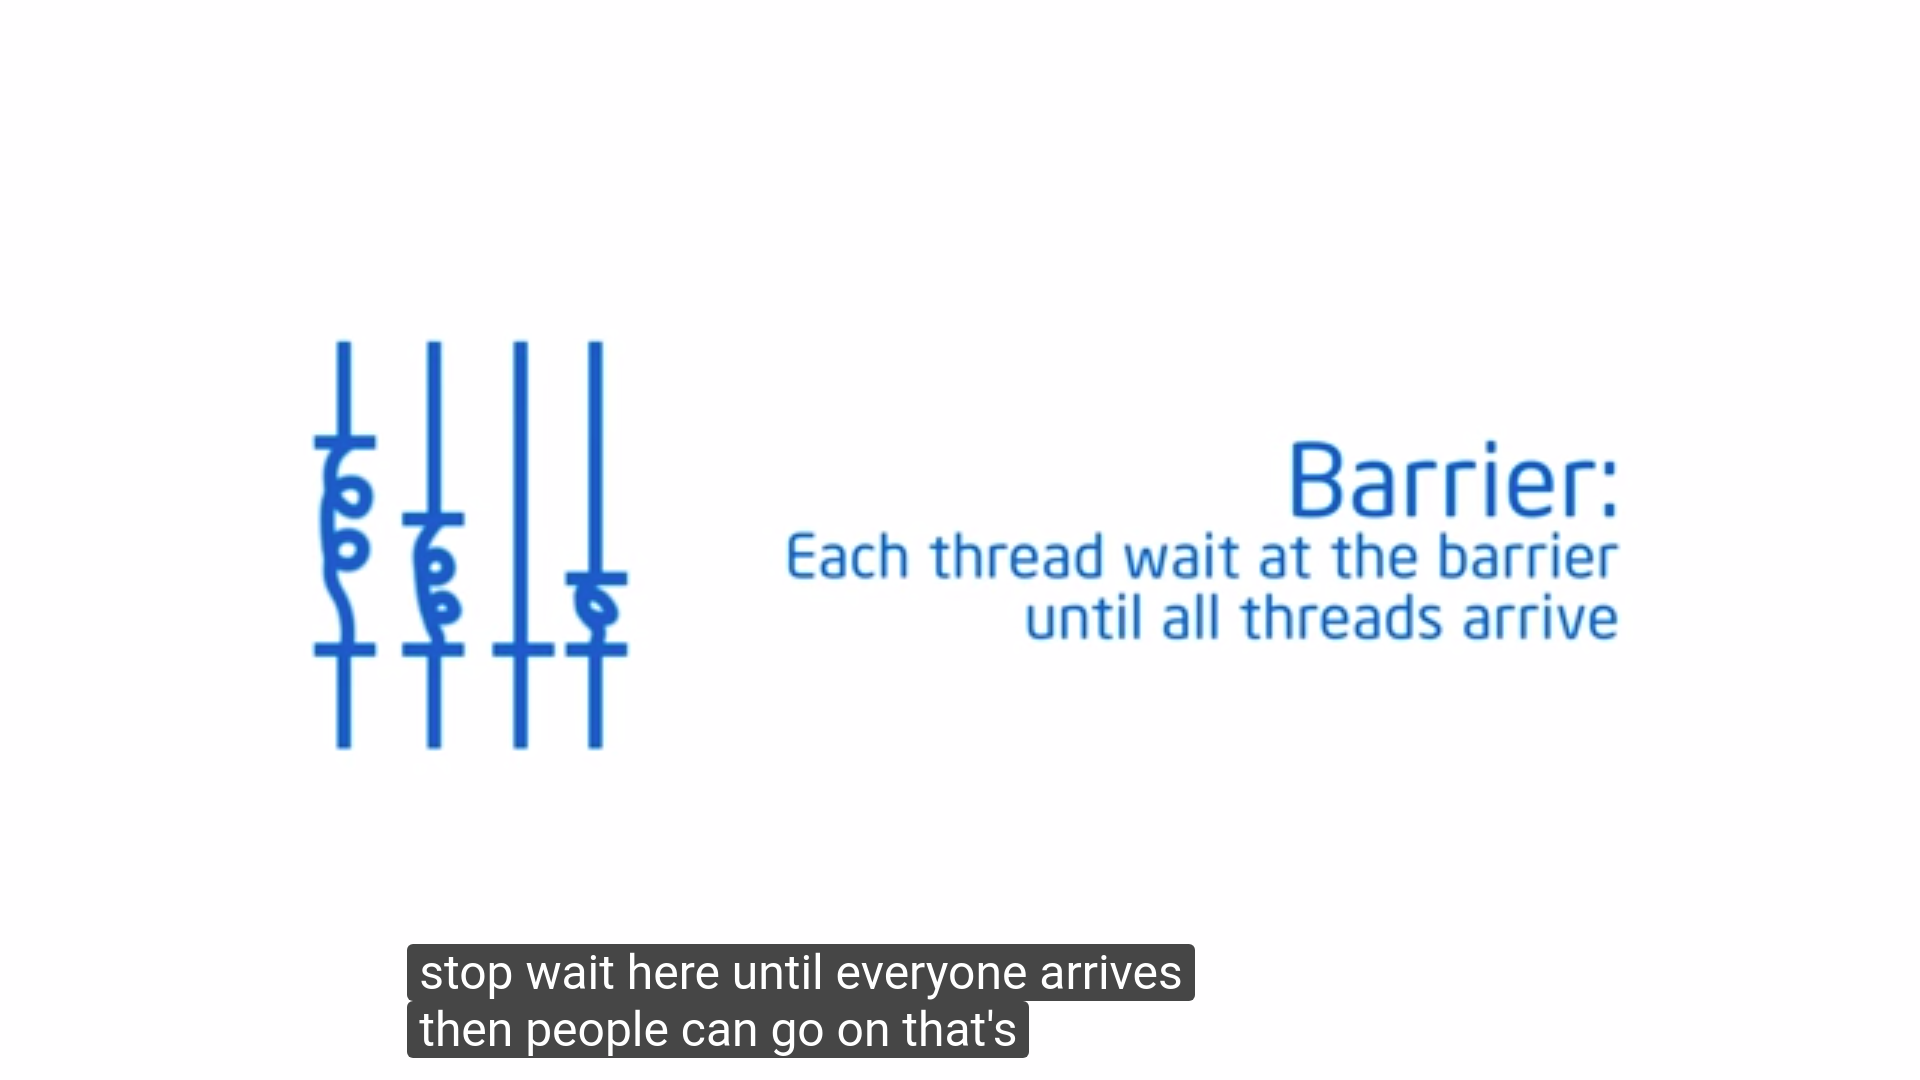 Barrier:
Each thread wait at the barrier
until all threads arrive
stop wait here until everyone arrives
then people can go on that's